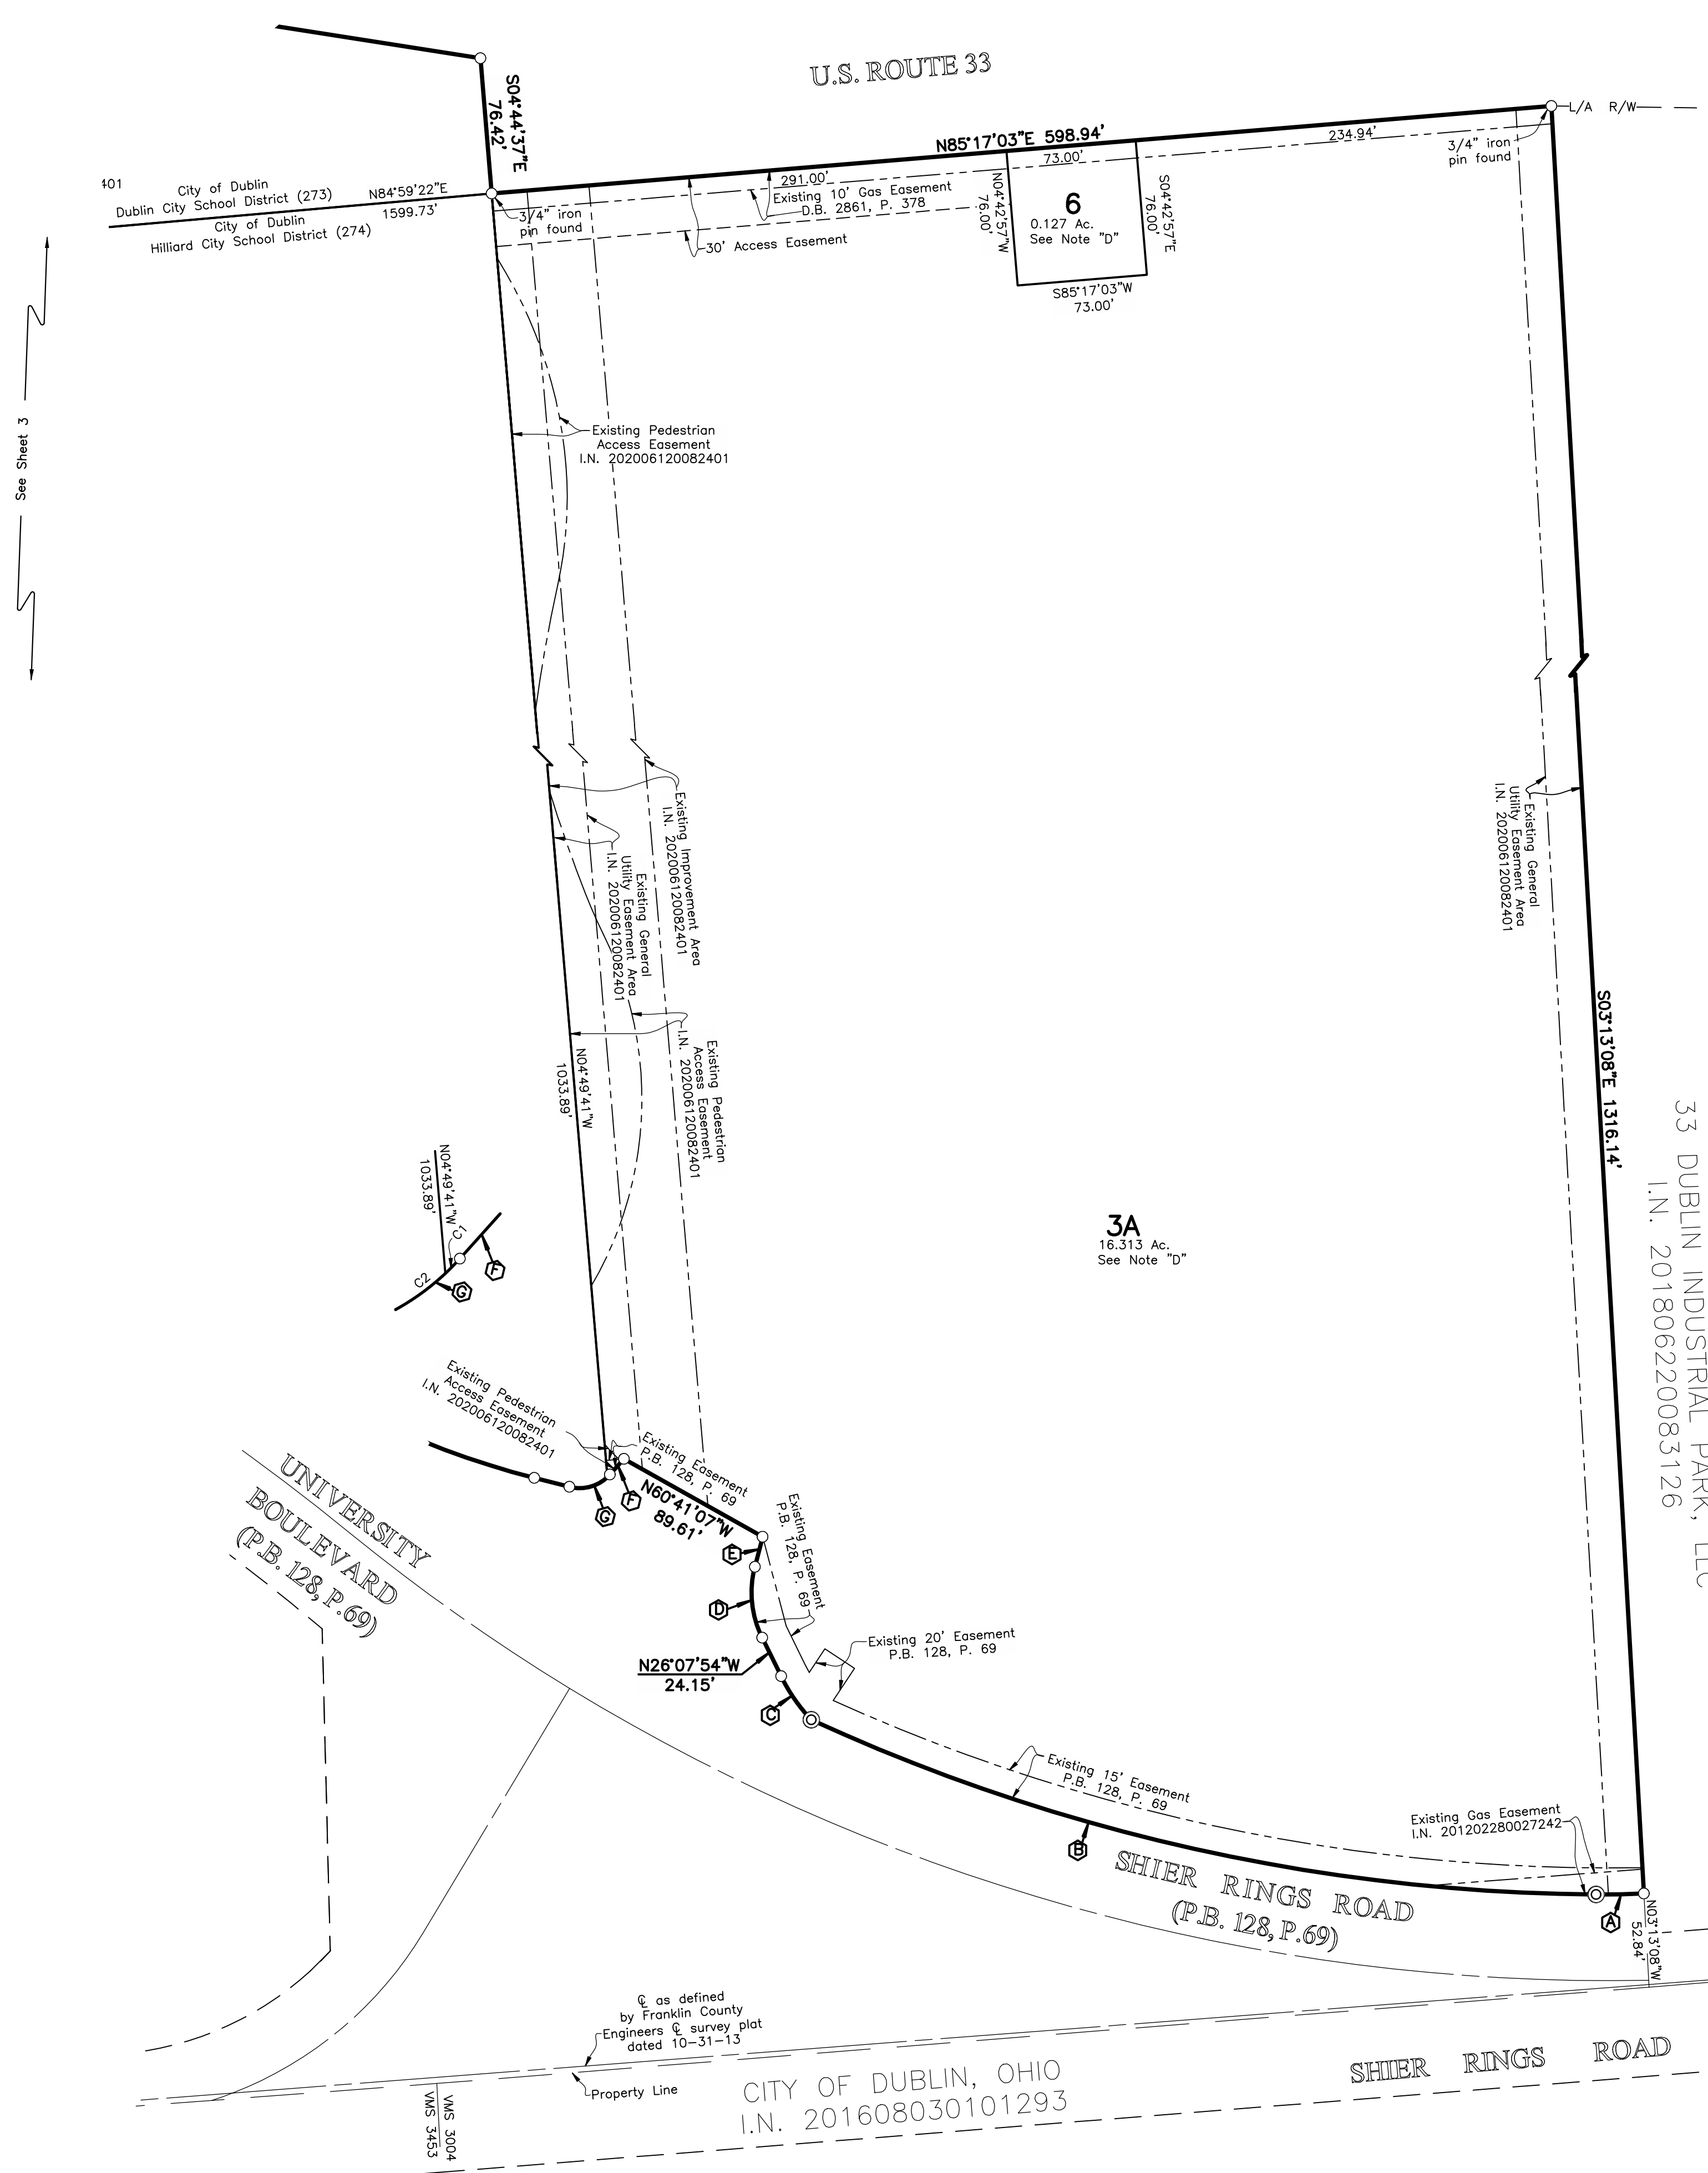 U.S. ROUTE 33
S04°44'37"E
76.42'
N85°17'03"E 598.94'
L/A R/W
234.94'
3/4" iron
pin found
73.00'
291.00'
Existing 10' Gas Easement
D.B. 2861, P. 378
401
City of Dublin
Dublin City School District (273)
N84°59'22"E
1599.73'
City of Dublin
Hilliard City School District (274)
3/4" iron
pin found
30' Access Easement
N04°42'57"W
76.00'
6
0.127 Ac.
See Note "D"
S04°42'57"E
76.00'
S85°17'03"W
73.00'
See Sheet 3
Existing Pedestrian
Access Easement
I.N. 202006120082401
Existing Improvement Area
I.N. 202006120082401
Existing General
Utility Easement Area
I.N. 202006120082401
Existing General
Utility Easement Area
I.N. 202006120082401
Existing Pedestrian
Access Easement
I.N. 202006120082401
N04°49'41"W
1033.89'
S03°13'08"E 1316.14'
33 DUBLIN INDUSTRIAL PARK, LLC
I.N. 201806220083126
N04°49'41"W
1033.89'
C1
F
C2
G
3A
16.313 Ac.
See Note "D"
Existing Pedestrian
Access Easement
I.N. 202006120082401
Existing Easement
P.B. 128, P. 69
N60°41'07"W
89.61'
F
G
E
Existing Easement
P.B. 128, P. 69
D
UNIVERSITY
BOULEVARD
(P.B. 128, P.69)
Existing 20' Easement
P.B. 128, P. 69
N26°07'54"W
24.15'
C
Existing 15' Easement
P.B. 128, P. 69
Existing Gas Easement
I.N. 201202280027242
B
SHIER RINGS ROAD
(P.B. 128, P.69)
A
N03°13'08"W
52.84'
℄ as defined
by Franklin County
Engineers ℄ survey plat
dated 10-31-13
Property Line
CITY OF DUBLIN, OHIO
I.N. 201608030101293
SHIER RINGS ROAD
VMS 3004
VMS 3453